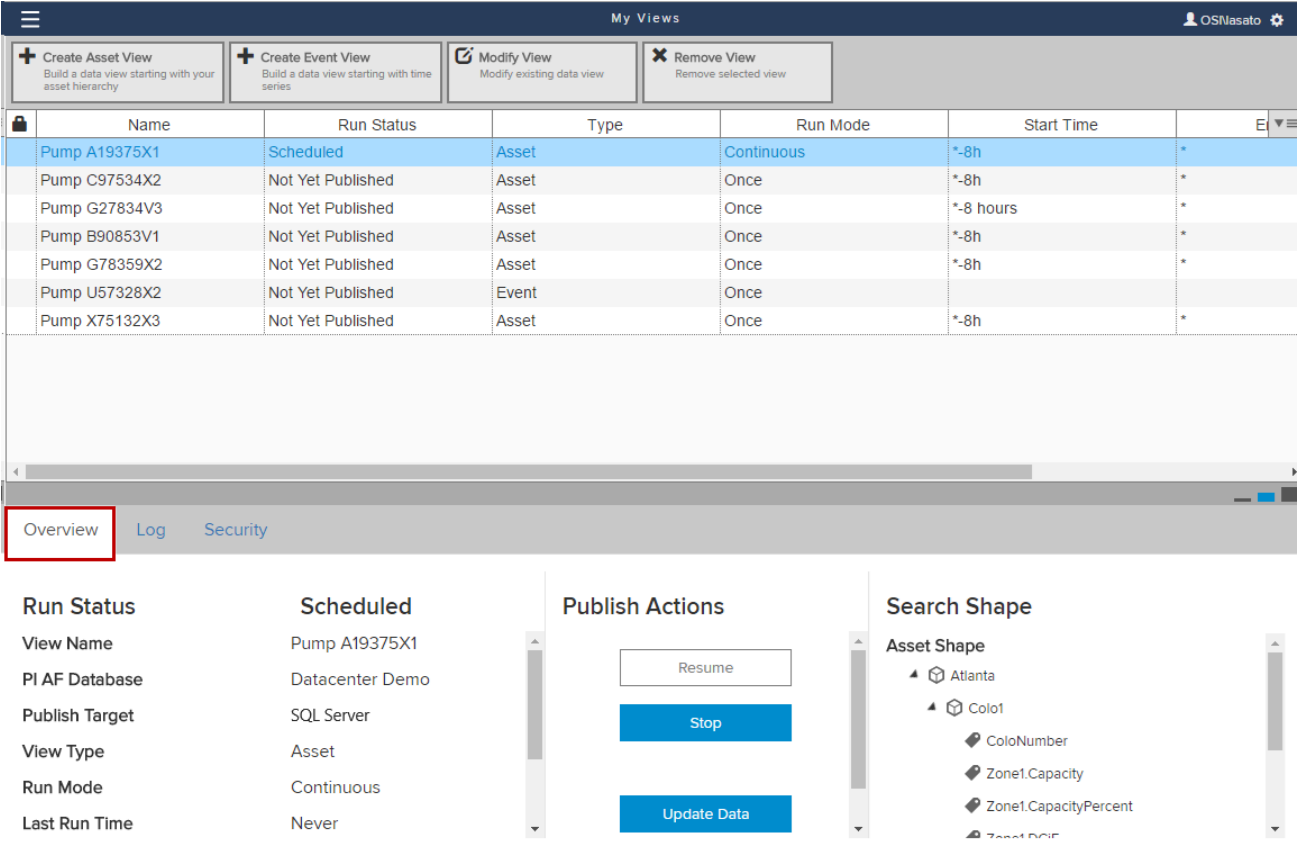 My Views
OSNasato
Create Asset View
Build a data view starting with your
asset hierarchy
Create Event View
Build a data view starting with time
series
Modify View
Modify existing data view
Remove View
Remove selected view
Name Run Status Type Run Mode Start Time
Pump A19375X1 Scheduled Asset Continuous *-8h *
Pump C97534X2 Not Yet Published Asset Once *-8h *
Pump G27834V3 Not Yet Published Asset Once *-8 hours *
Pump B90853V1 Not Yet Published Asset Once *-8h *
Pump G78359X2 Not Yet Published Asset Once *-8h *
Pump U57328X2 Not Yet Published Event Once
Pump X75132X3 Not Yet Published Asset Once *-8h *
Overview Log Security
Run Status Scheduled
View Name Pump A19375X1
PI AF Database Datacenter Demo
Publish Target SQL Server
View Type Asset
Run Mode Continuous
Last Run Time Never
Publish Actions
Resume
Stop
Update Data
Search Shape
Asset Shape
Atlanta
Colo1
ColoNumber
Zone1.Capacity
Zone1.CapacityPercent